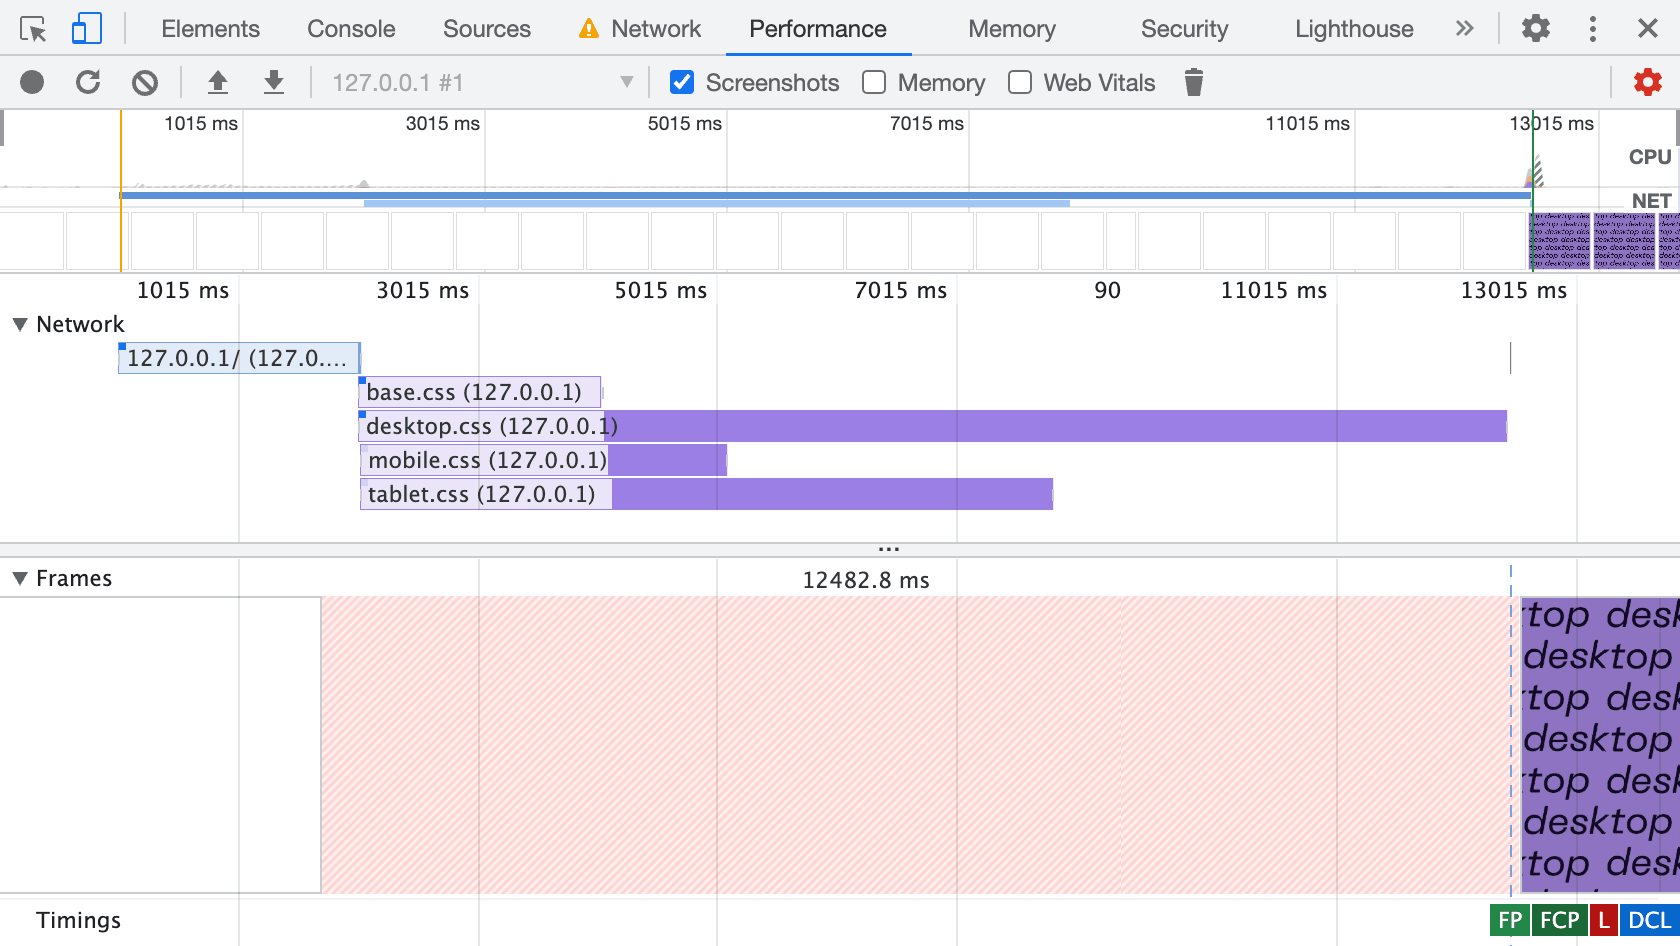 Elements Console Sources Network Performance Memory Security Lighthouse
127.0.0.1 #1 Screenshots Memory Web Vitals
1015 ms 3015 ms 5015 ms 7015 ms 11015 ms 13015 ms
CPU
NET
1015 ms 3015 ms 5015 ms 7015 ms 90 11015 ms 13015 ms
Network
127.0.0.1/ (127.0....
base.css (127.0.0.1)
desktop.css (127.0.0.1)
mobile.css (127.0.0.1)
tablet.css (127.0.0.1)
Frames
12482.8 ms
top desk
desktop
top desk
desktop
top desk
desktop
top desk
Timings
FP FCP L DCL